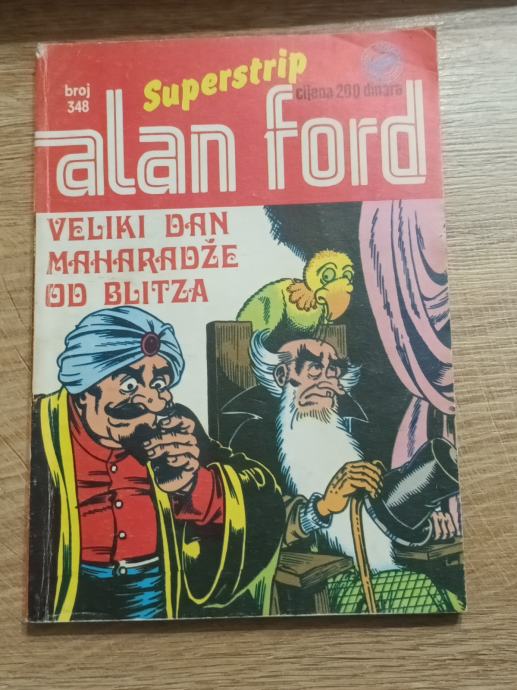 Superstrip
broj
348
cijena 200 dinara
alan ford
VELIKI DAN
MAHARADŽE
OD BLITZA